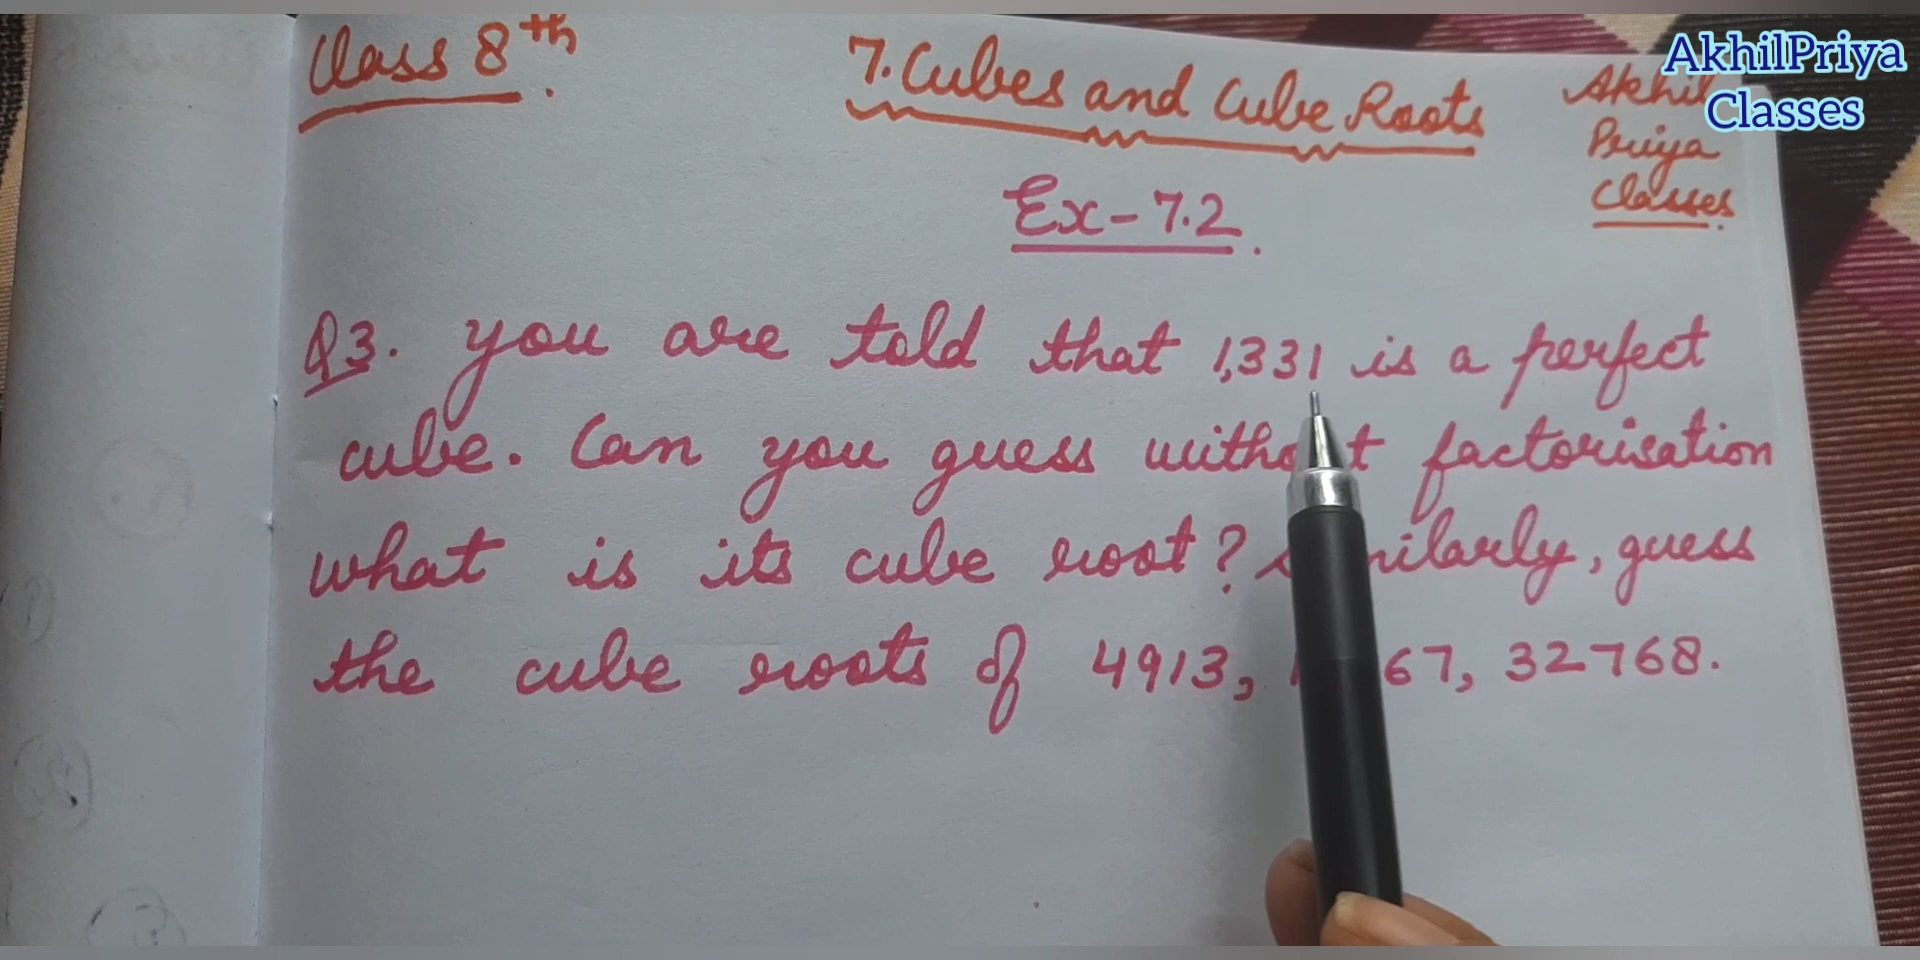 Class 8th.
7. Cubes and Cube Roots
AkhilPriya
Classes
Akhil
Priya
Classes.
Ex-7.2.
Q3. You are told that 1,331 is a perfect
cube. Can you guess without factorisation
what is its cube root? Similarly, guess
the cube roots of 4913, 67, 32768.